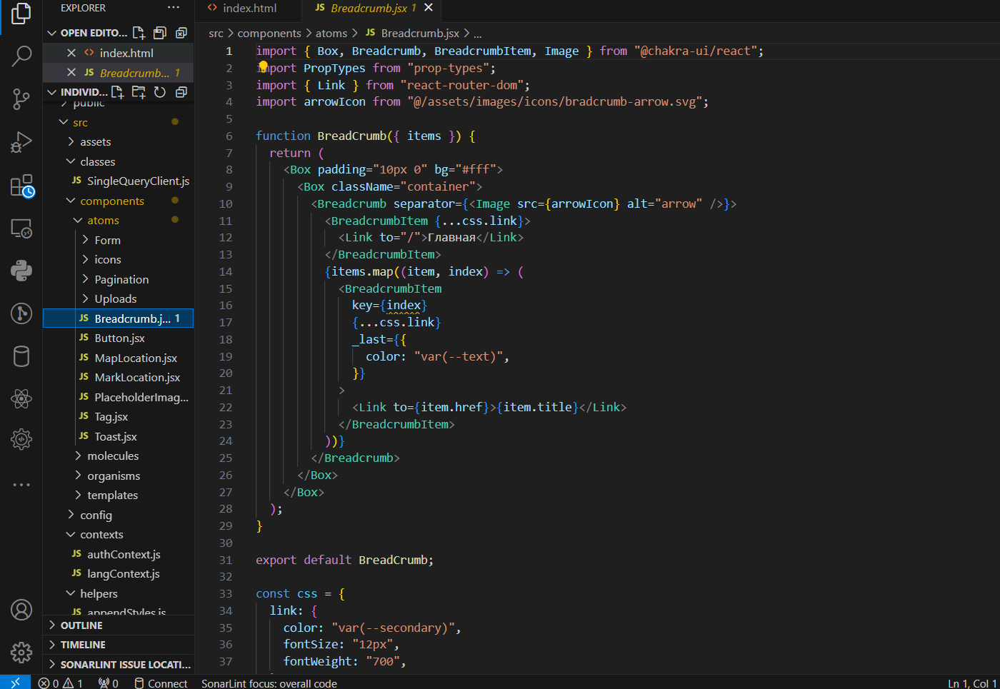 EXPLORER
...
index.html
JS Breadcrumb.jsx 1
OPEN EDITO...
index.html
JS Breadcrumb... 1
INDIVID...
public
src
assets
classes
JS SingleQueryClient.js
components
atoms
Form
icons
Pagination
Uploads
JS Breadcrumb.j... 1
JS Button.jsx
JS MapLocation.jsx
JS MarkLocation.jsx
JS PlaceholderImag...
JS Tag.jsx
JS Toast.jsx
molecules
organisms
templates
config
contexts
JS authContext.js
JS langContext.js
helpers
JS appendStyles.js
OUTLINE
TIMELINE
SONARLINT ISSUE LOCATI...
src > components > atoms > JS Breadcrumb.jsx > ...
1 import { Box, Breadcrumb, BreadcrumbItem, Image } from "@chakra-ui/react";
2 import PropTypes from "prop-types";
3 import { Link } from "react-router-dom";
4 import arrowIcon from "@/assets/images/icons/bradcrumb-arrow.svg";
5
6 function BreadCrumb({ items }) {
7 return (
8 <Box padding="10px 0" bg="#fff">
9 <Box className="container">
10 <Breadcrumb separator={<Image src={arrowIcon} alt="arrow" />}>
11 <BreadcrumbItem {...css.link}>
12 <Link to="/">Главная</Link>
13 </BreadcrumbItem>
14 {items.map((item, index) => (
15 <BreadcrumbItem
16 key={index}
17 {...css.link}
18 _last={{
19 color: "var(--text)",
20 }}
21 >
22 <Link to={item.href}>{item.title}</Link>
23 </BreadcrumbItem>
24 ))}
25 </Breadcrumb>
26 </Box>
27 </Box>
28 );
29 }
30
31 export default BreadCrumb;
32
33 const css = {
34 link: {
35 color: "var(--secondary)",
36 fontSize: "12px",
37 fontWeight: "700",
0 1 0 Connect SonarLint focus: overall code Ln 1, Col 1